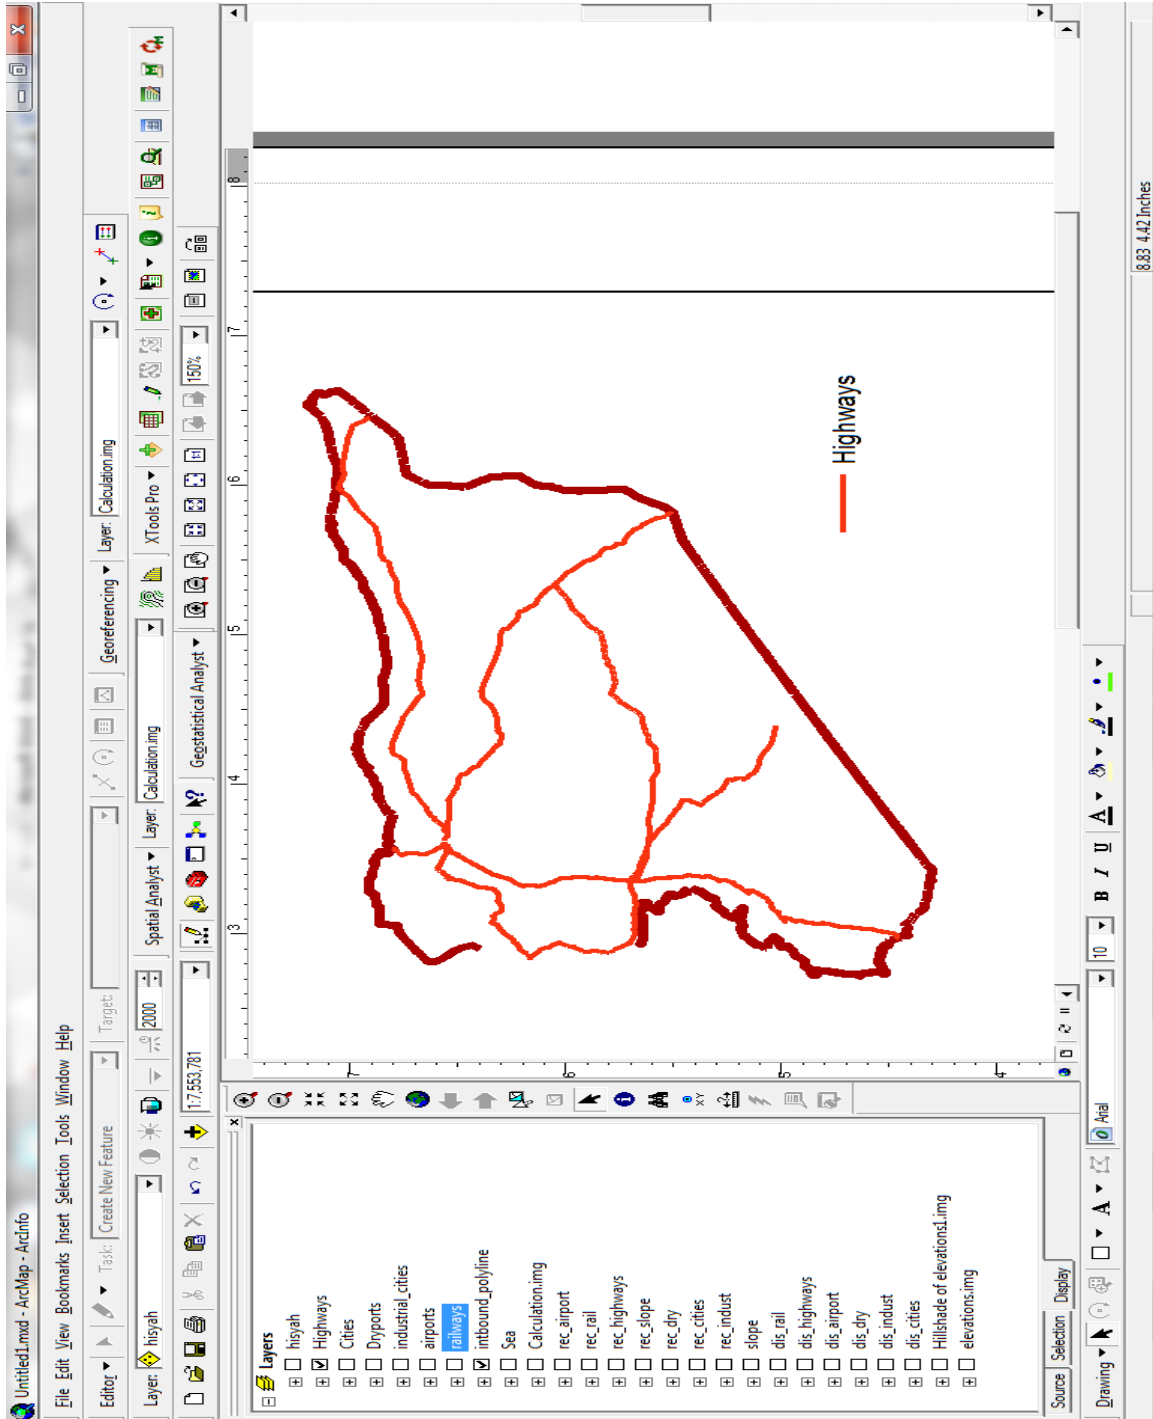 Untitled1.mxd - ArcMap - ArcInfo
File Edit View Bookmarks Insert Selection Tools Window Help
Editor Task: Create New Feature Target: Georeferencing Layer: Calculation.img
Layer: hisyah 2000 Spatial Analyst Layer: Calculation.img XTools Pro
1:7,553,781 Geostatistical Analyst 150%
Layers
hisyah
Highways
Cities
Dryports
industrial_cities
airports
railways
intbound_polyline
Sea
Calculation.img
rec_airport
rec_rail
rec_highways
rec_slope
rec_dry
rec_cities
rec_indust
slope
dis_rail
dis_highways
dis_airport
dis_dry
dis_indust
dis_cities
Hillshade of elevations1.img
elevations.img
Source Selection Display
3 4 5 6 7 8
7
6
5
4
Highways
Drawing A Arial 10 B I U A
8.83 4.42 Inches